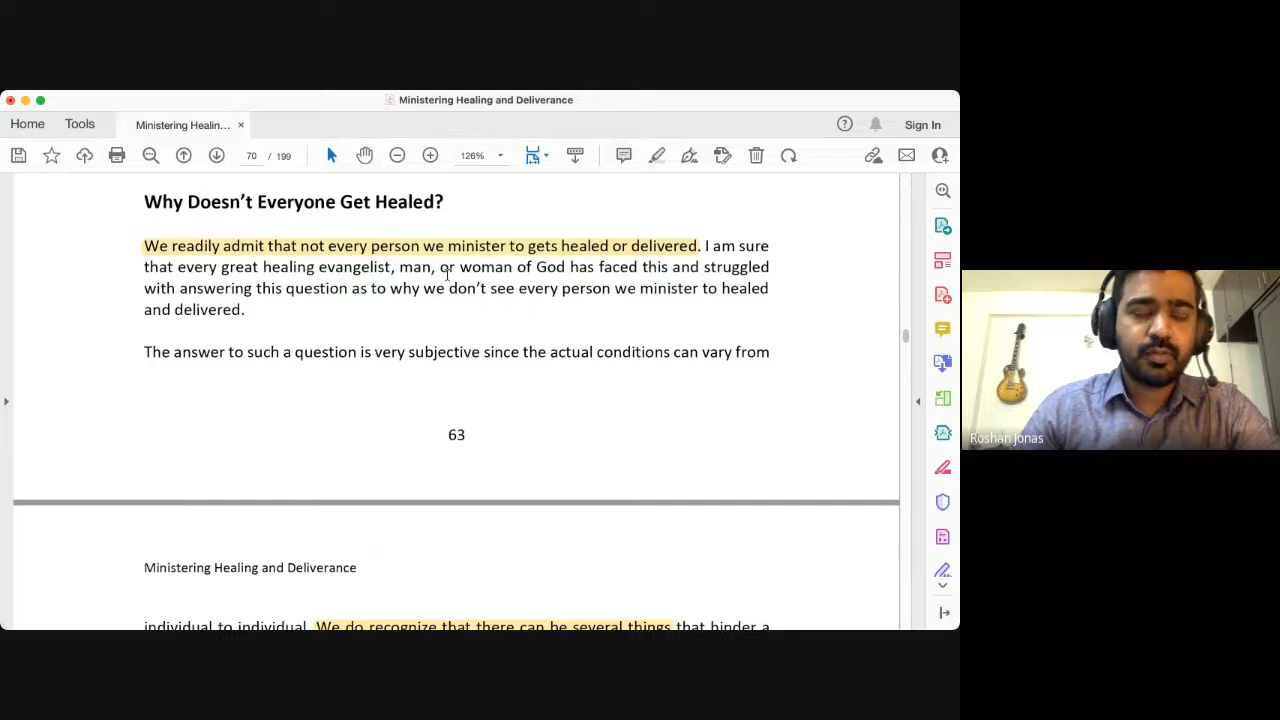 Ministering Healing and Deliverance
Home Tools Ministering Healin... × Sign In
70 / 199 126%
Why Doesn't Everyone Get Healed?
We readily admit that not every person we minister to gets healed or delivered. I am sure
that every great healing evangelist, man, or woman of God has faced this and struggled
with answering this question as to why we don't see every person we minister to healed
and delivered.
The answer to such a question is very subjective since the actual conditions can vary from
63
Ministering Healing and Deliverance
individual to individual. We do recognize that there can be several things that hinder a
Roshan Jonas